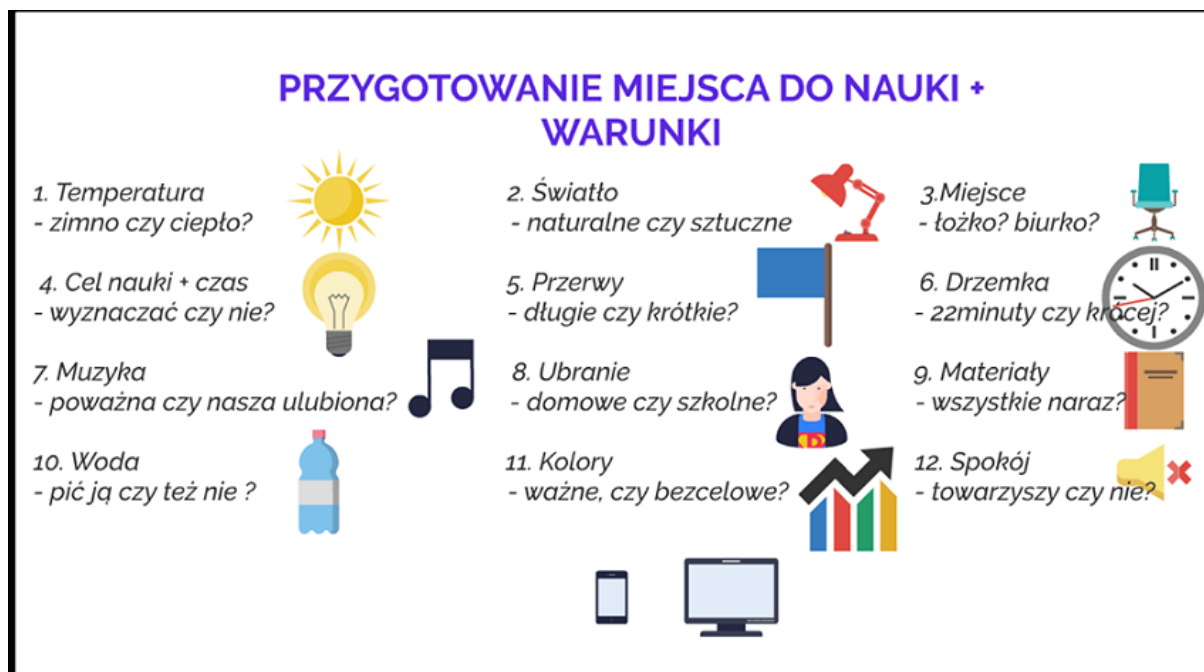 PRZYGOTOWANIE MIEJSCA DO NAUKI +
WARUNKI
1. Temperatura
- zimno czy ciepło?
2. Światło
- naturalne czy sztuczne
3.Miejsce
- łożko? biurko?
4. Cel nauki + czas
- wyznaczać czy nie?
5. Przerwy
- długie czy krótkie?
6. Drzemka
- 22minuty czy krócej?
7. Muzyka
- poważna czy nasza ulubiona?
8. Ubranie
- domowe czy szkolne?
9. Materiały
- wszystkie naraz?
10. Woda
- pić ją czy też nie ?
11. Kolory
- ważne, czy bezcelowe?
12. Spokój
- towarzyszy czy nie?